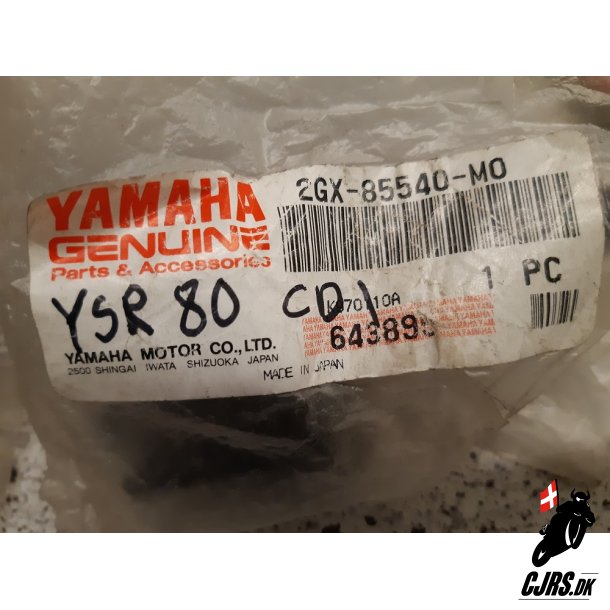 YAMAHA
GENUINE
Parts & Accessories
YSR 80 CDI
YAMAHA MOTOR CO., LTD.
2500 SHINGAI IWATA SHIZUOKA JAPAN
MADE IN JAPAN
2GX-85540-M0
1 PC
CJRS.DK